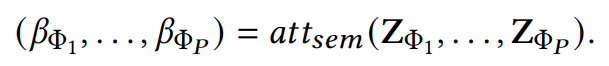 (β_{Φ_1}, . . . , β_{Φ_P}) = att_{sem}(Z_{Φ_1}, . . . , Z_{Φ_P}).